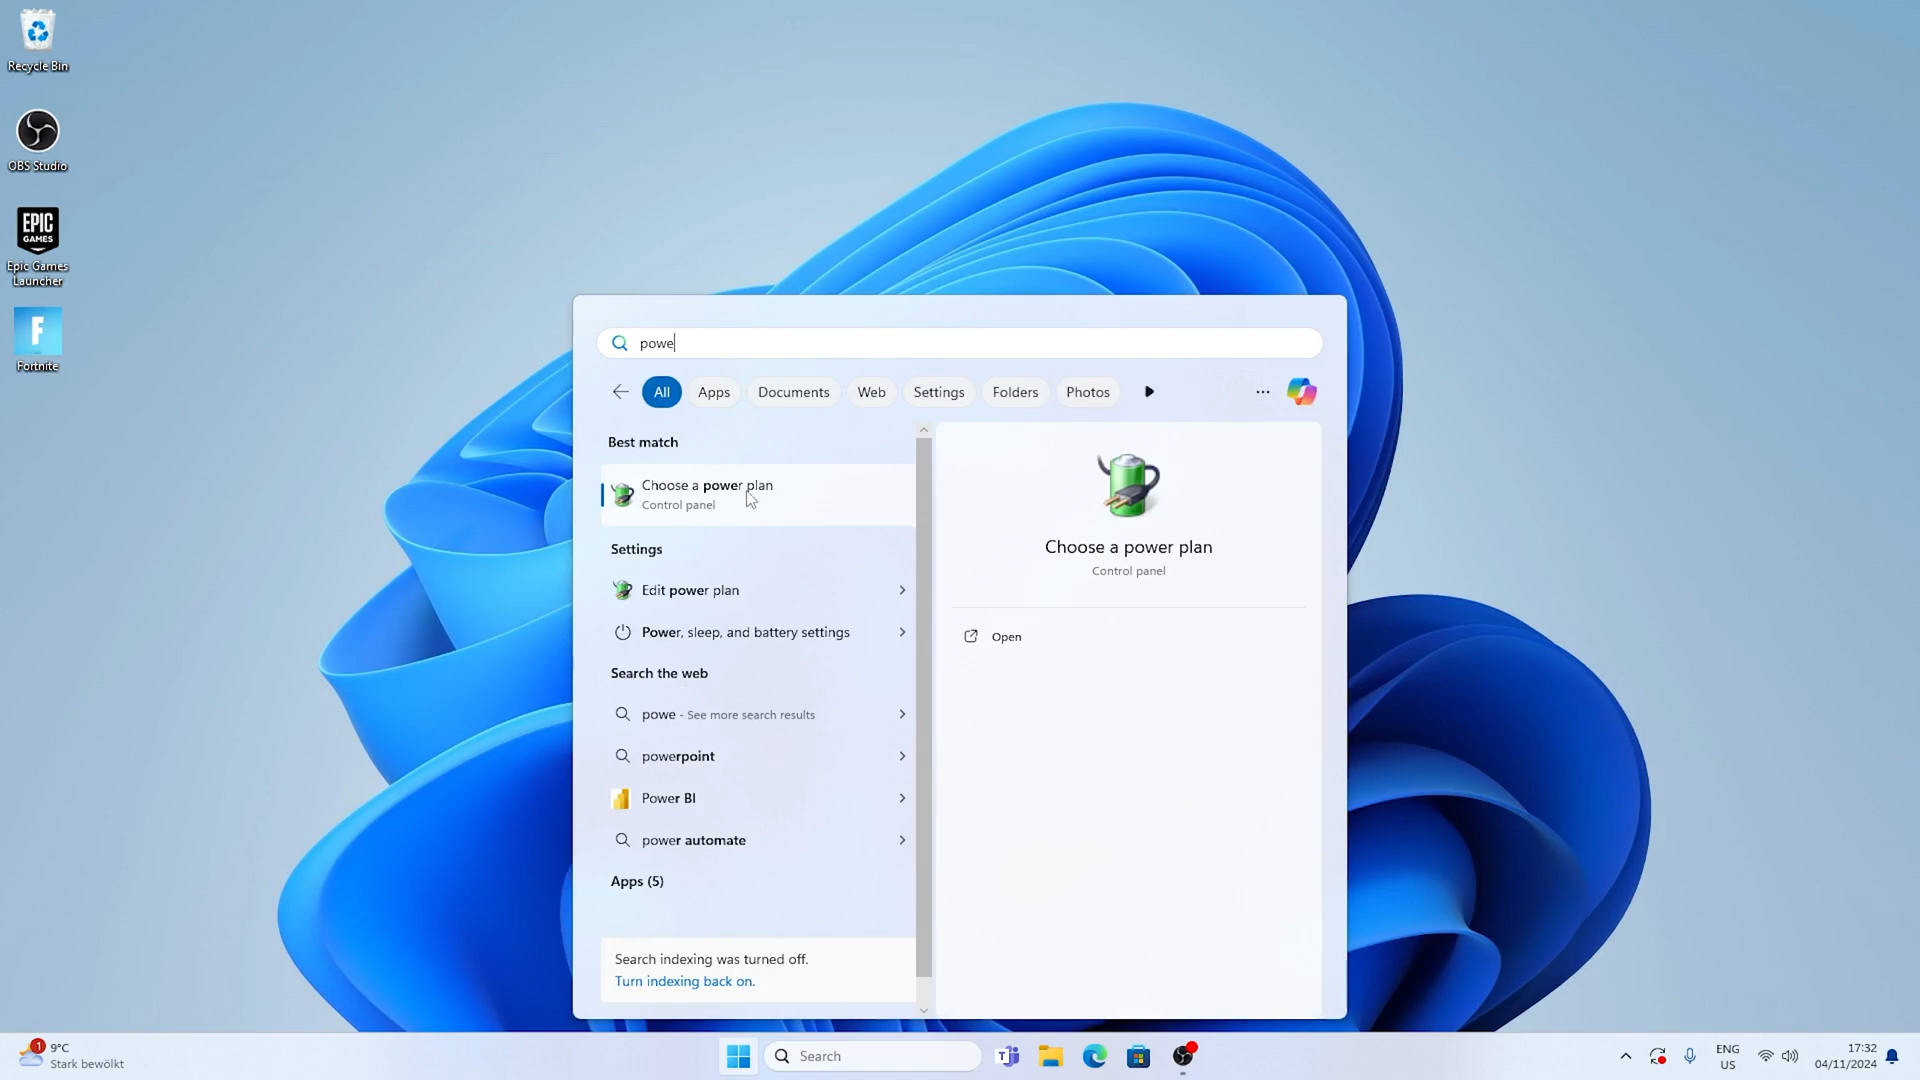 Recycle Bin
OBS Studio
EPIC
GAMES
Epic Games
Launcher
F
Fortnite
powe
All
Apps
Documents
Web
Settings
Folders
Photos
Best match
Choose a power plan
Control panel
Settings
Edit power plan
Power, sleep, and battery settings
Search the web
powe - See more search results
powerpoint
Power BI
power automate
Apps (5)
Search indexing was turned off.
Turn indexing back on.
Choose a power plan
Control panel
Open
1
9°C
Stark bewölkt
Search
T
ENG
US
17:32
04/11/2024